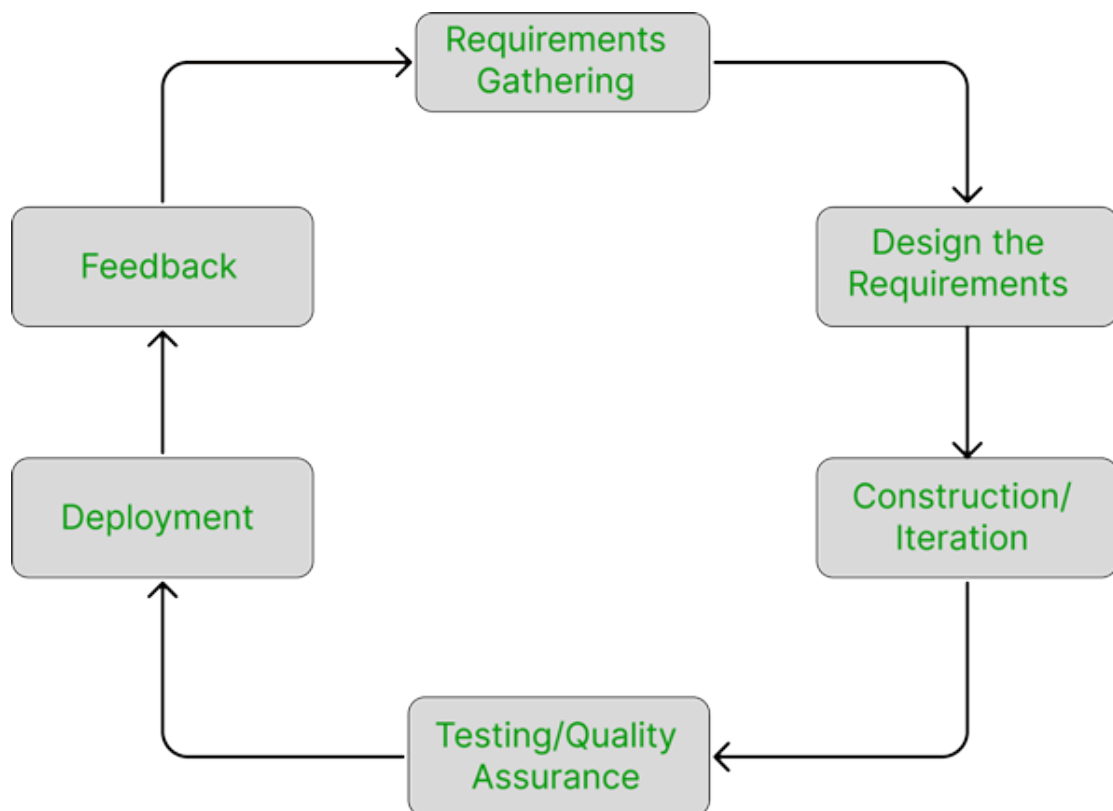 Requirements
Gathering
Design the
Requirements
Construction/
Iteration
Testing/Quality
Assurance
Deployment
Feedback